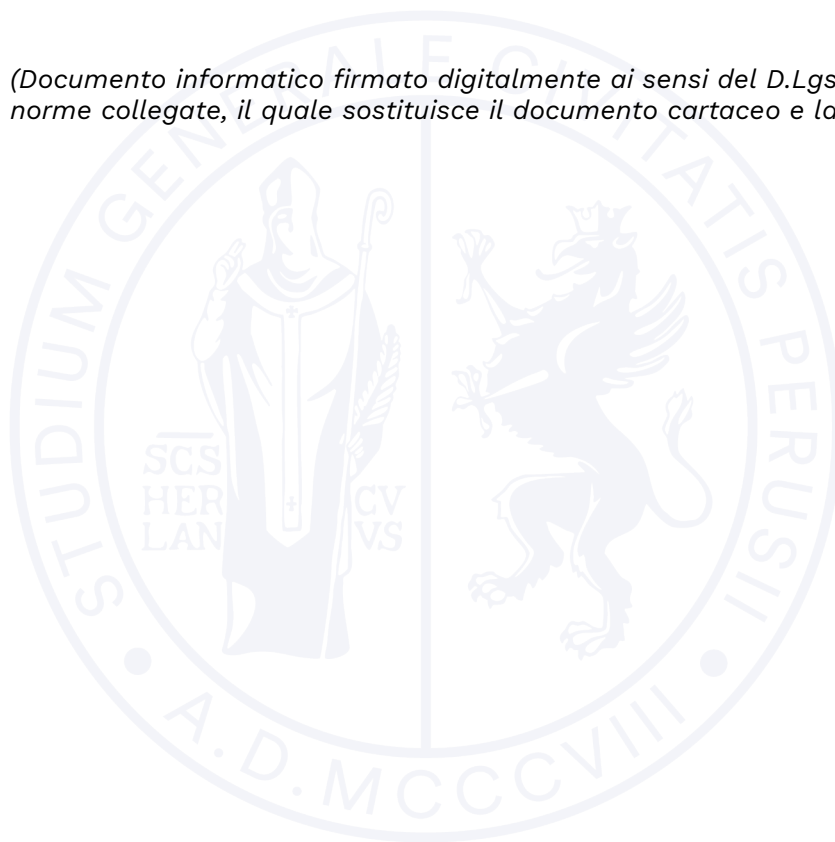 (Documento informatico firmato digitalmente ai sensi del D.Lgs
norme collegate, il quale sostituisce il documento cartaceo e la
STUDIUM GENERALE CIVITATIS PERUSII
SCS
HER CV
LAN VS
A.D. MCCCVIII